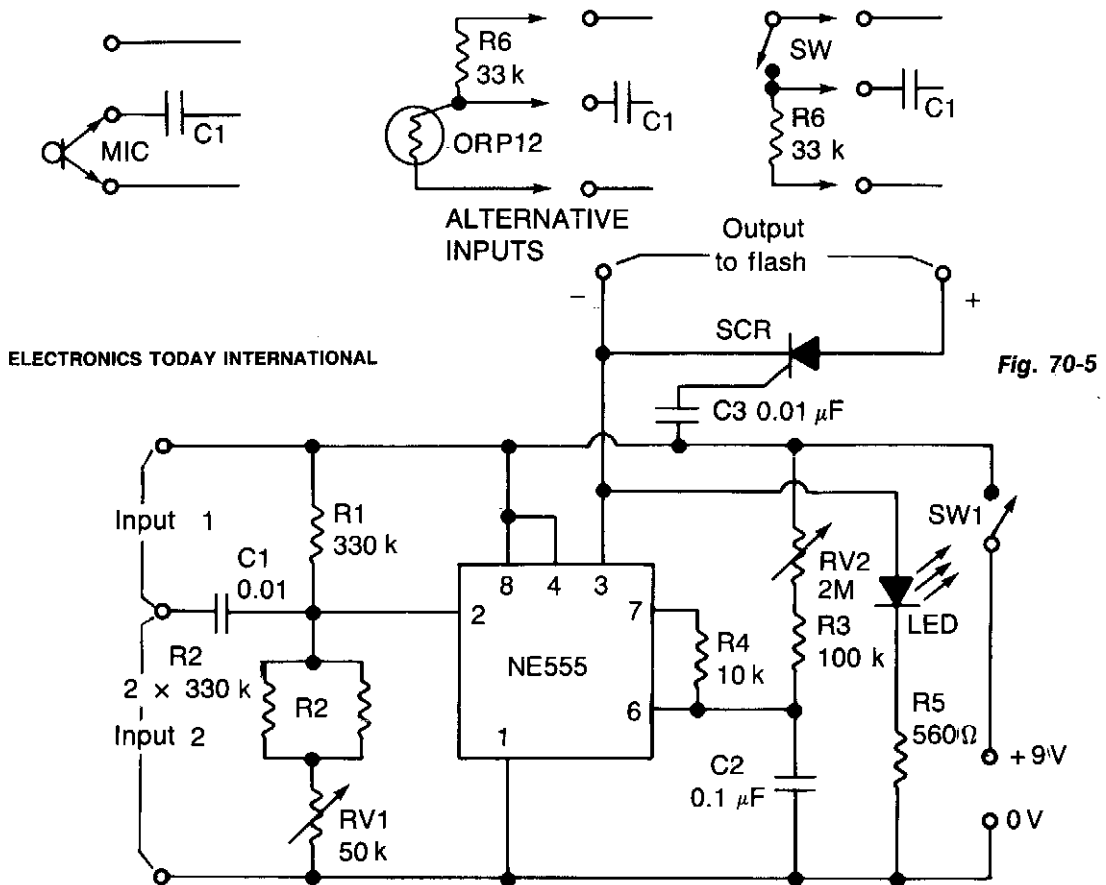 MIC
C1
R6
33 k
ORP12
C1
SW
R6
33 k
C1
ALTERNATIVE
INPUTS
Output
to flash
−
+
SCR
ELECTRONICS TODAY INTERNATIONAL
Fig. 70-5
C3 0.01 μF
Input 1
R1
330 k
C1
0.01
8
4
3
2
7
NE555
6
1
R4
10 k
RV2
2M
R3
100 k
SW1
LED
R2
2 × 330 k
R2
Input 2
RV1
50 k
C2
0.1 μF
R5
560Ω
+9V
0V